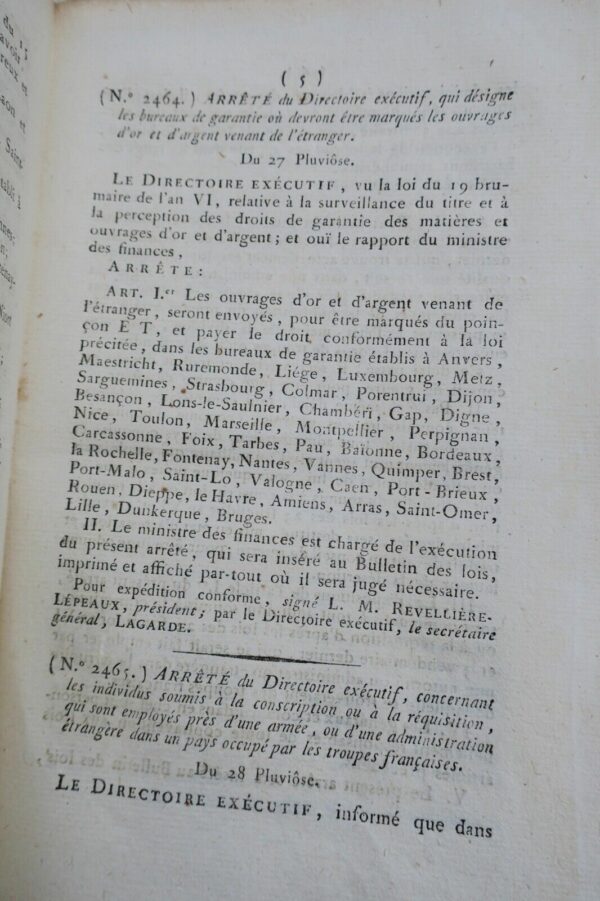 ( 5 )
( N.° 2464. ) ARRÊTÉ du Directoire exécutif, qui désigne
les bureaux de garantie où devront être marqués les ouvrages
d'or et d'argent venant de l'étranger.
Du 27 Pluviôse.
LE DIRECTOIRE EXÉCUTIF, vu la loi du 19 bru-
maire de l'an VI, relative à la surveillance du titre et à
la perception des droits de garantie des matières et
ouvrages d'or et d'argent ; et ouï le rapport du ministre
des finances,
ARRÊTE :
ART. I.er Les ouvrages d'or et d'argent venant de
l'étranger, seront envoyés, pour être marqués du poin-
çon E T, et payer le droit conformément à la loi
précitée, dans les bureaux de garantie établis à Anvers,
Maestricht, Ruremonde, Liége, Luxembourg, Metz,
Sarguemines, Strasbourg, Colmar, Porentrui, Dijon,
Besançon, Lons-le-Saulnier, Chambéri, Gap, Digne,
Nice, Toulon, Marseille, Montpellier, Perpignan,
Carcassonne, Foix, Tarbes, Pau, Baïonne, Bordeaux,
la Rochelle, Fontenay, Nantes, Vannes, Quimper, Brest,
Port-Malo, Saint-Lo, Valogne, Caen, Port-Brieux,
Rouen, Dieppe, le Havre, Amiens, Arras, Saint-Omer,
Lille, Dunkerque, Bruges.
II. Le ministre des finances est chargé de l'exécution
du présent arrêté, qui sera inséré au Bulletin des lois,
imprimé et affiché par-tout où il sera jugé nécessaire.
Pour expédition conforme, signé L. M. REVELLIÈRE-
LÉPEAUX, président ; par le Directoire exécutif, le secrétaire
général, LAGARDE.
( N.° 2465. ) ARRÊTÉ du Directoire exécutif, concernant
les individus soumis à la conscription ou à la réquisition,
qui sont employés près d'une armée, ou d'une administration
étrangère dans un pays occupé par les troupes françaises.
Du 28 Pluviôse.
LE DIRECTOIRE EXÉCUTIF, informé que dans